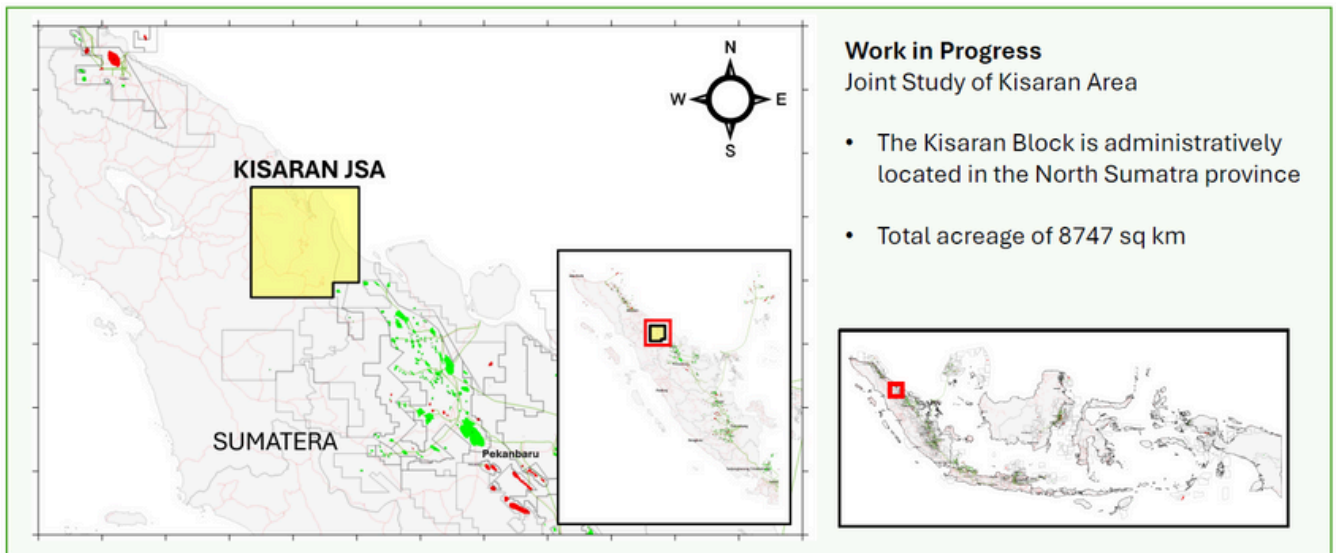 KISARAN JSA
SUMATERA
Pekanbaru
N
W E
S
Work in Progress
Joint Study of Kisaran Area
• The Kisaran Block is administratively
located in the North Sumatra province
• Total acreage of 8747 sq km